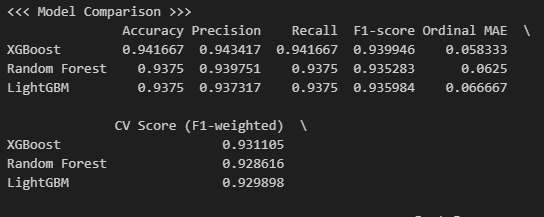 <<< Model Comparison >>>
Accuracy Precision Recall F1-score Ordinal MAE \
XGBoost 0.941667 0.943417 0.941667 0.939946 0.058333
Random Forest 0.9375 0.939751 0.9375 0.935283 0.0625
LightGBM 0.9375 0.937317 0.9375 0.935984 0.066667
CV Score (F1-weighted) \
XGBoost 0.931105
Random Forest 0.928616
LightGBM 0.929898